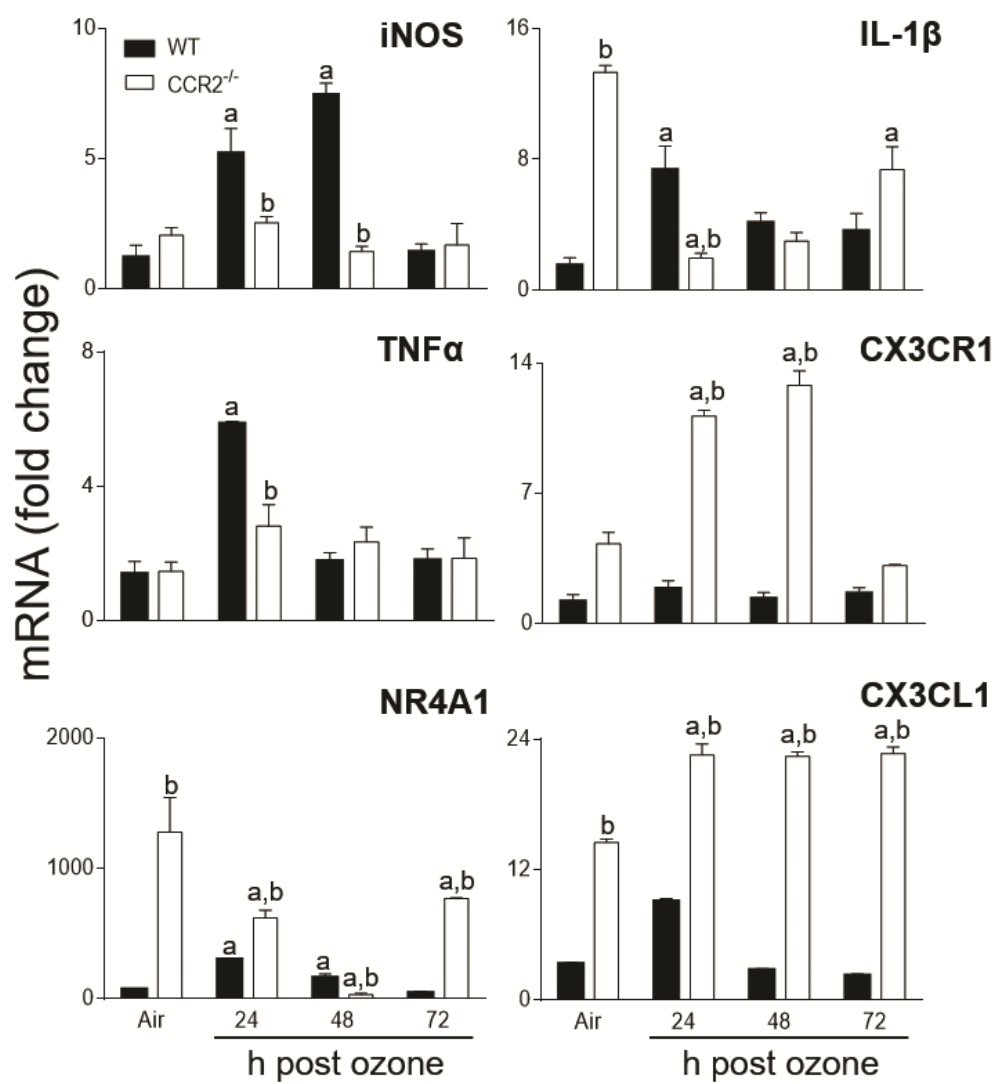 mRNA (fold change)
iNOS
10
5
0
WT
CCR2-/-
a
b
a
b
IL-1β
16
8
0
b
a
a,b
a
TNFα
8
4
0
a
b
CX3CR1
14
7
0
a,b
a,b
NR4A1
2000
1000
0
b
a
a,b
a
a,b
a,b
Air 24 48 72
h post ozone
CX3CL1
24
12
0
b
a,b
a,b
a,b
Air 24 48 72
h post ozone